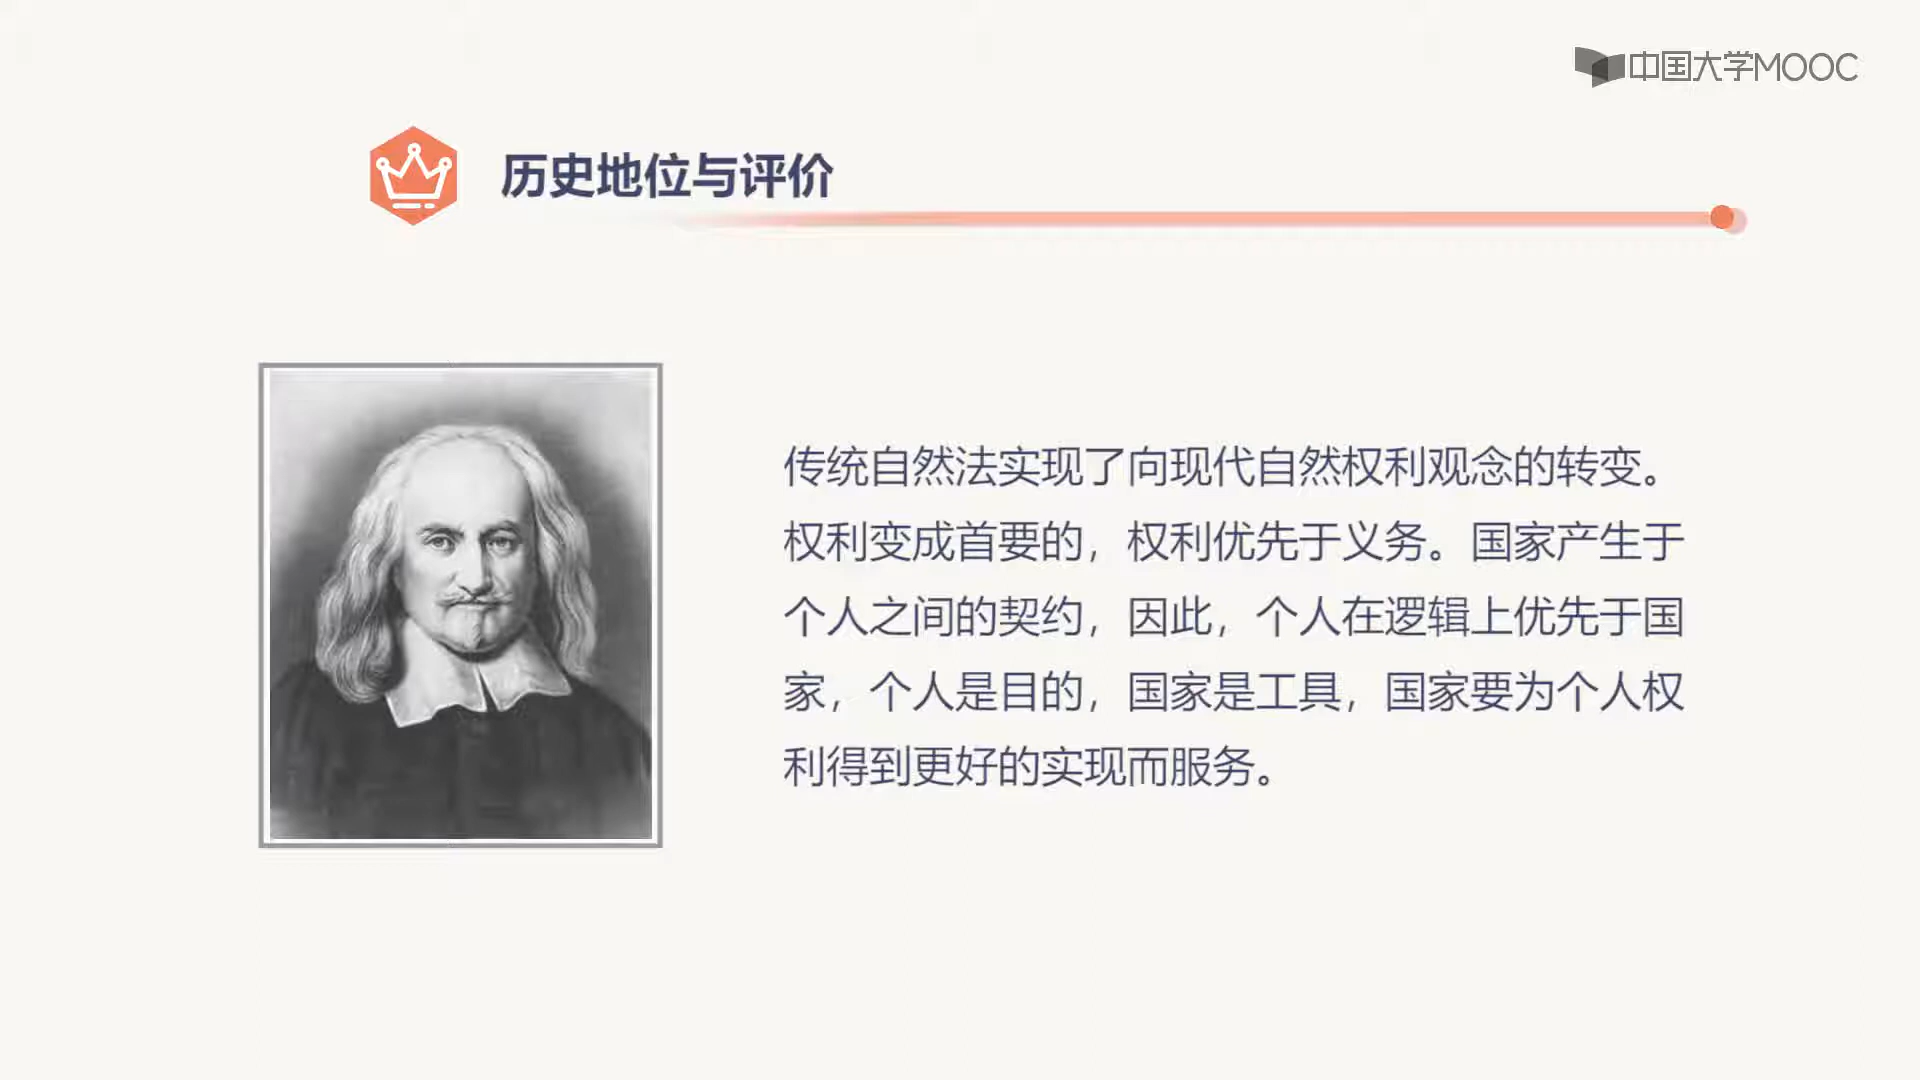 中国大学MOOC
历史地位与评价
传统自然法实现了向现代自然权利观念的转变。
权利变成首要的，权利优先于义务。国家产生于
个人之间的契约，因此，个人在逻辑上优先于国
家，个人是目的，国家是工具，国家要为个人权
利得到更好的实现而服务。